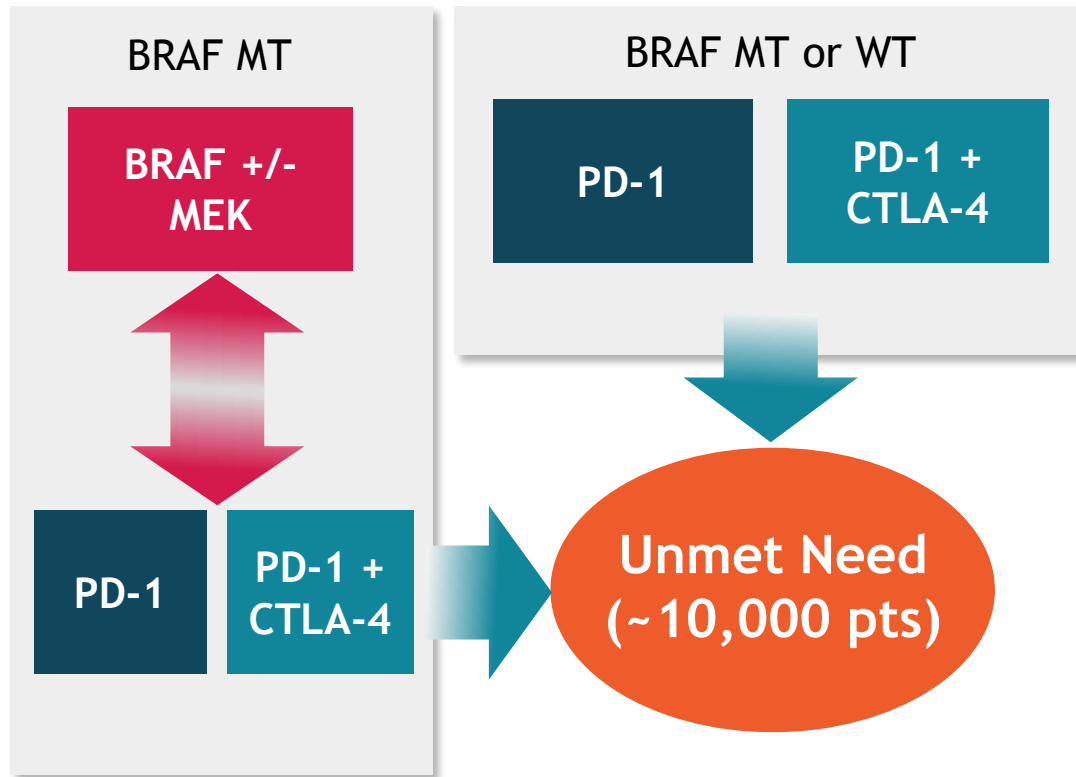 BRAF MT
BRAF +/-
MEK
PD-1
PD-1 +
CTLA-4
BRAF MT or WT
PD-1
PD-1 +
CTLA-4
Unmet Need
(~10,000 pts)